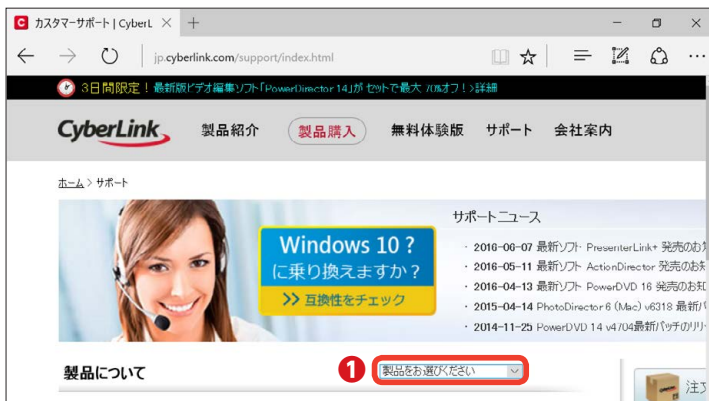 カスタマーサポート | CyberL
jp.cyberlink.com/support/index.html
3日間限定！最新版ビデオ編集ソフト「PowerDirector 14」が セットで最大 70%オフ！>詳細
CyberLink
製品紹介
製品購入
無料体験版
サポート
会社案内
ホーム > サポート
Windows 10 ?
に乗り換えますか？
>> 互換性をチェック
サポートニュース
・ 2016-06-07 最新ソフト PresenterLink+ 発売のお
・ 2016-05-11 最新ソフト ActionDirector 発売のお
・ 2016-04-13 最新ソフト PowerDVD 16 発売のお
・ 2015-04-14 PhotoDirector 6 (Mac) v6318 最新
・ 2014-11-25 PowerDVD 14 v4704最新パッチのリリ
製品について
1
製品をお選びください
注文